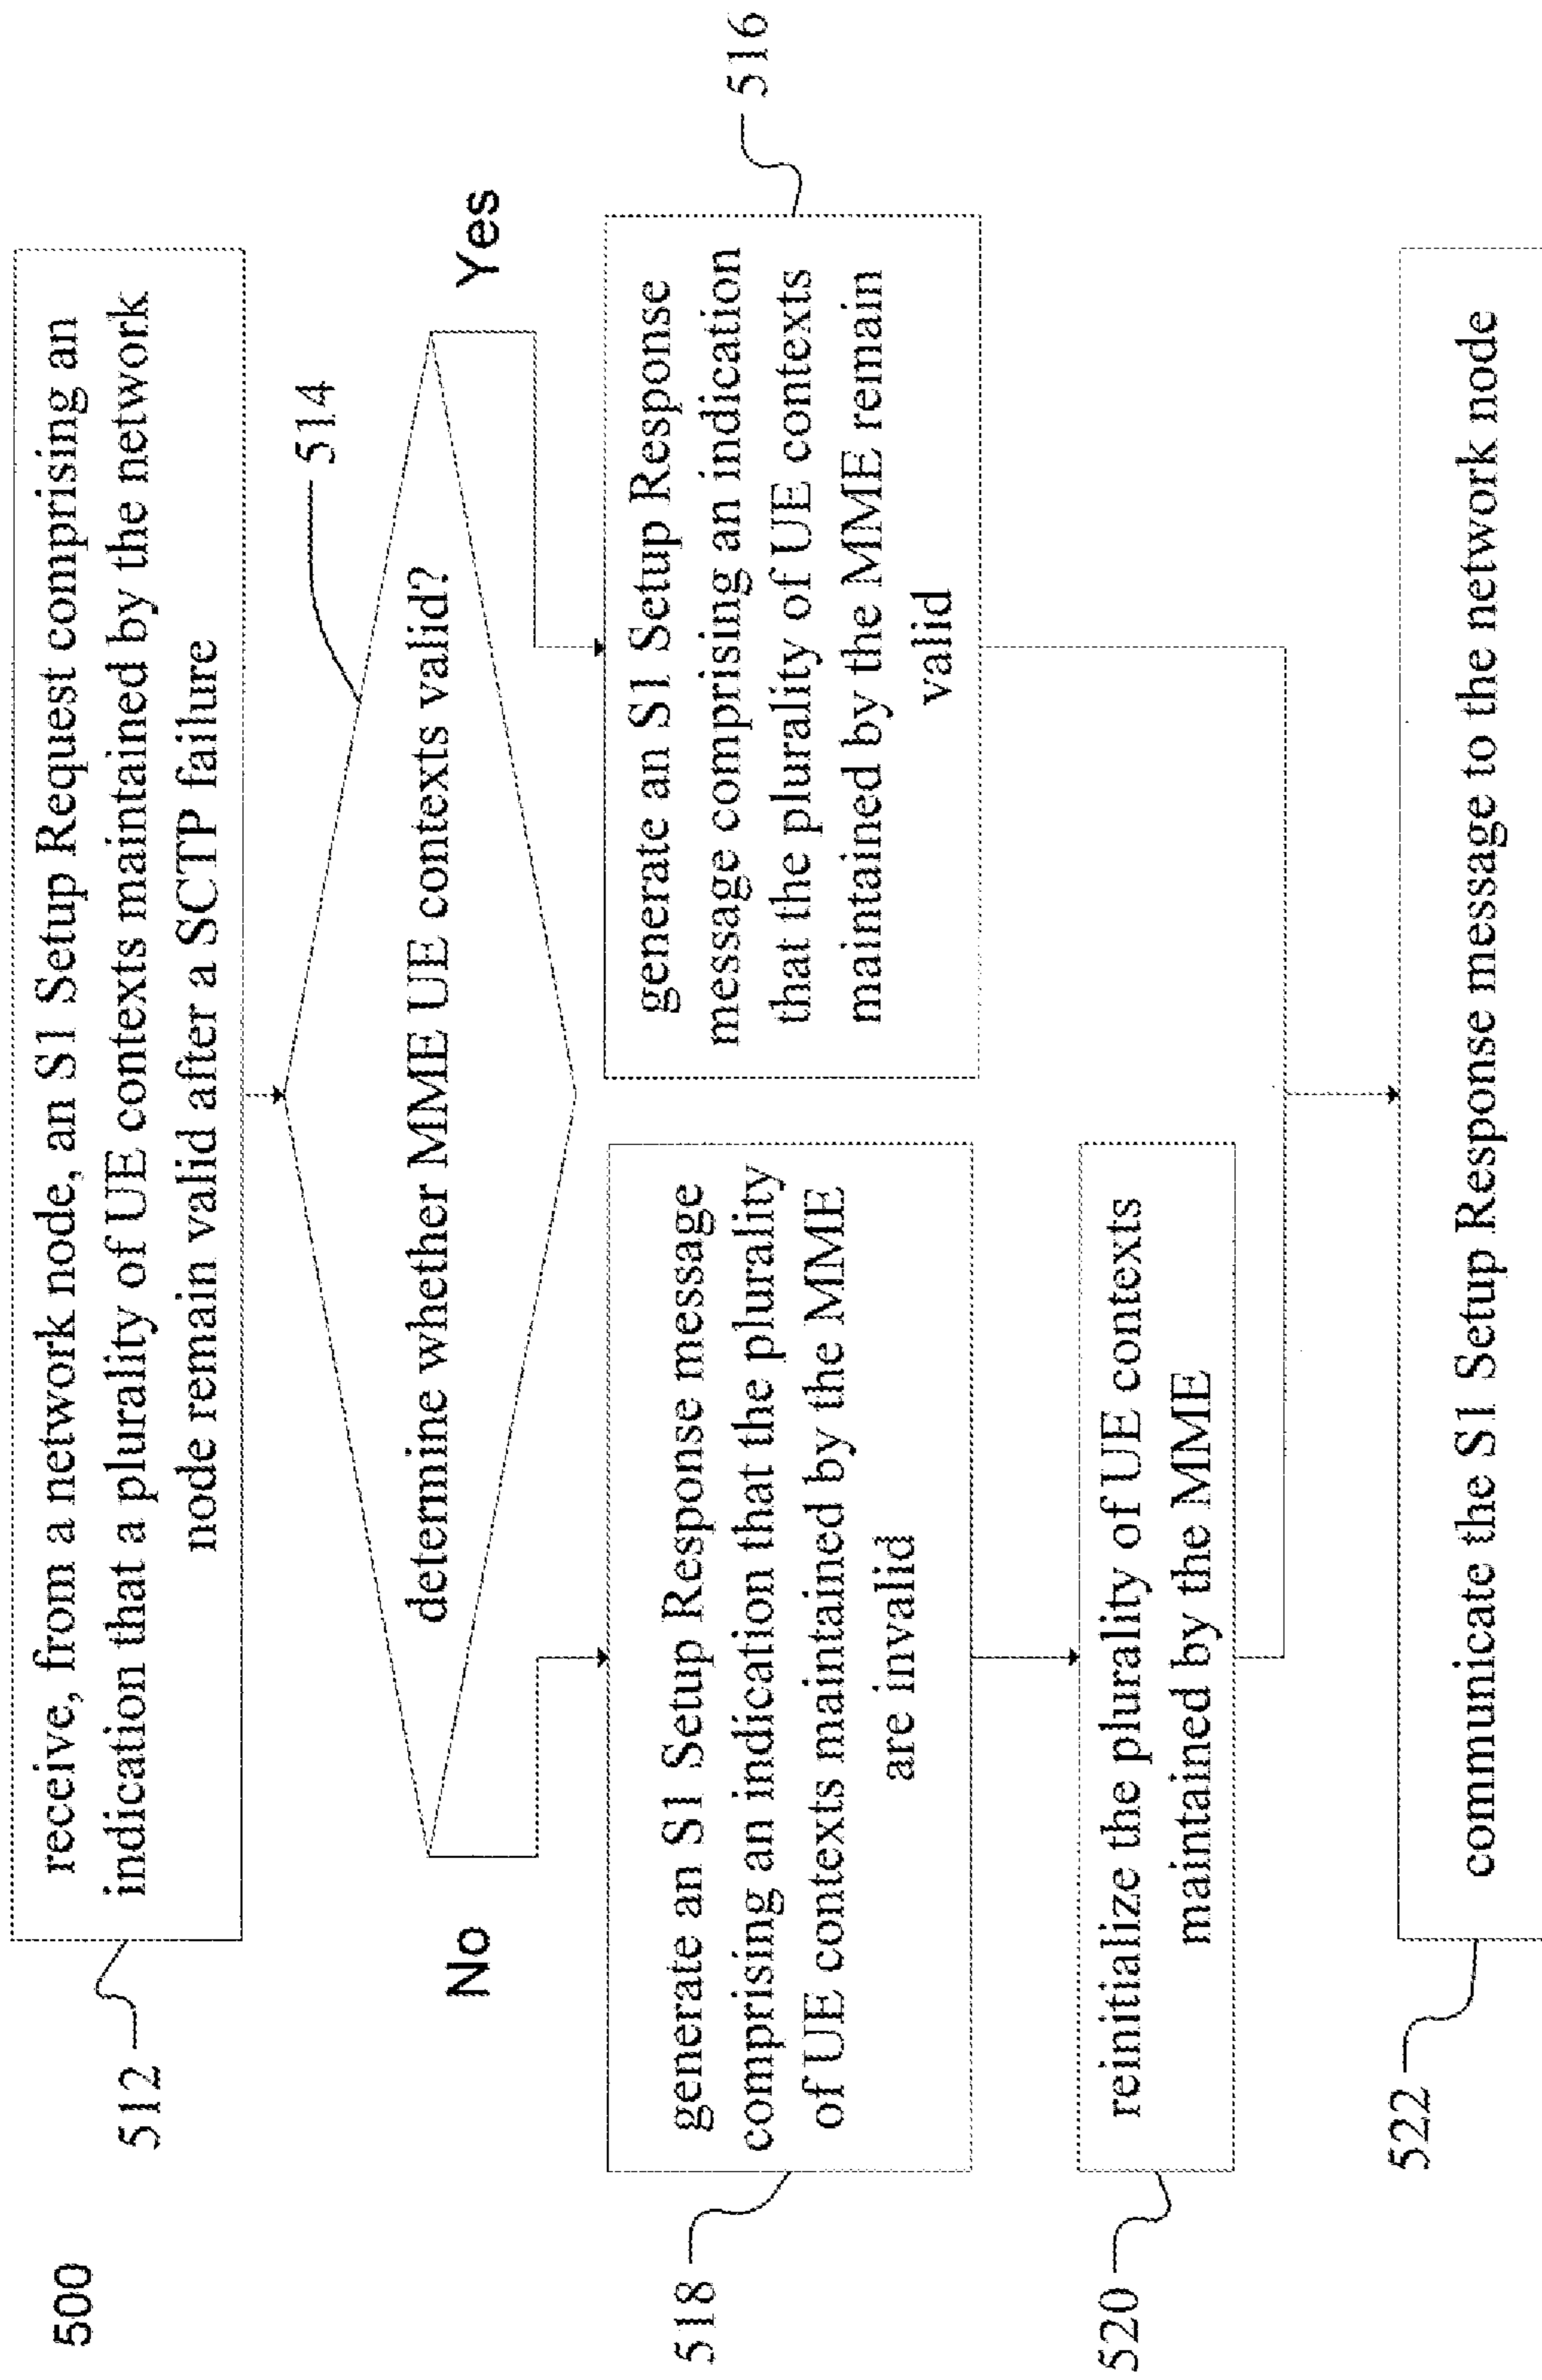 500
512
receive, from a network node, an S1 Setup Request comprising an
indication that a plurality of UE contexts maintained by the network
node remain valid after a SCTP failure
514
determine whether MME UE contexts valid?
No
Yes
518
generate an S1 Setup Response message
comprising an indication that the plurality
of UE contexts maintained by the MME
are invalid
516
generate an S1 Setup Response
message comprising an indication
that the plurality of UE contexts
maintained by the MME remain
valid
520
reinitialize the plurality of UE contexts
maintained by the MME
522
communicate the S1 Setup Response message to the network node